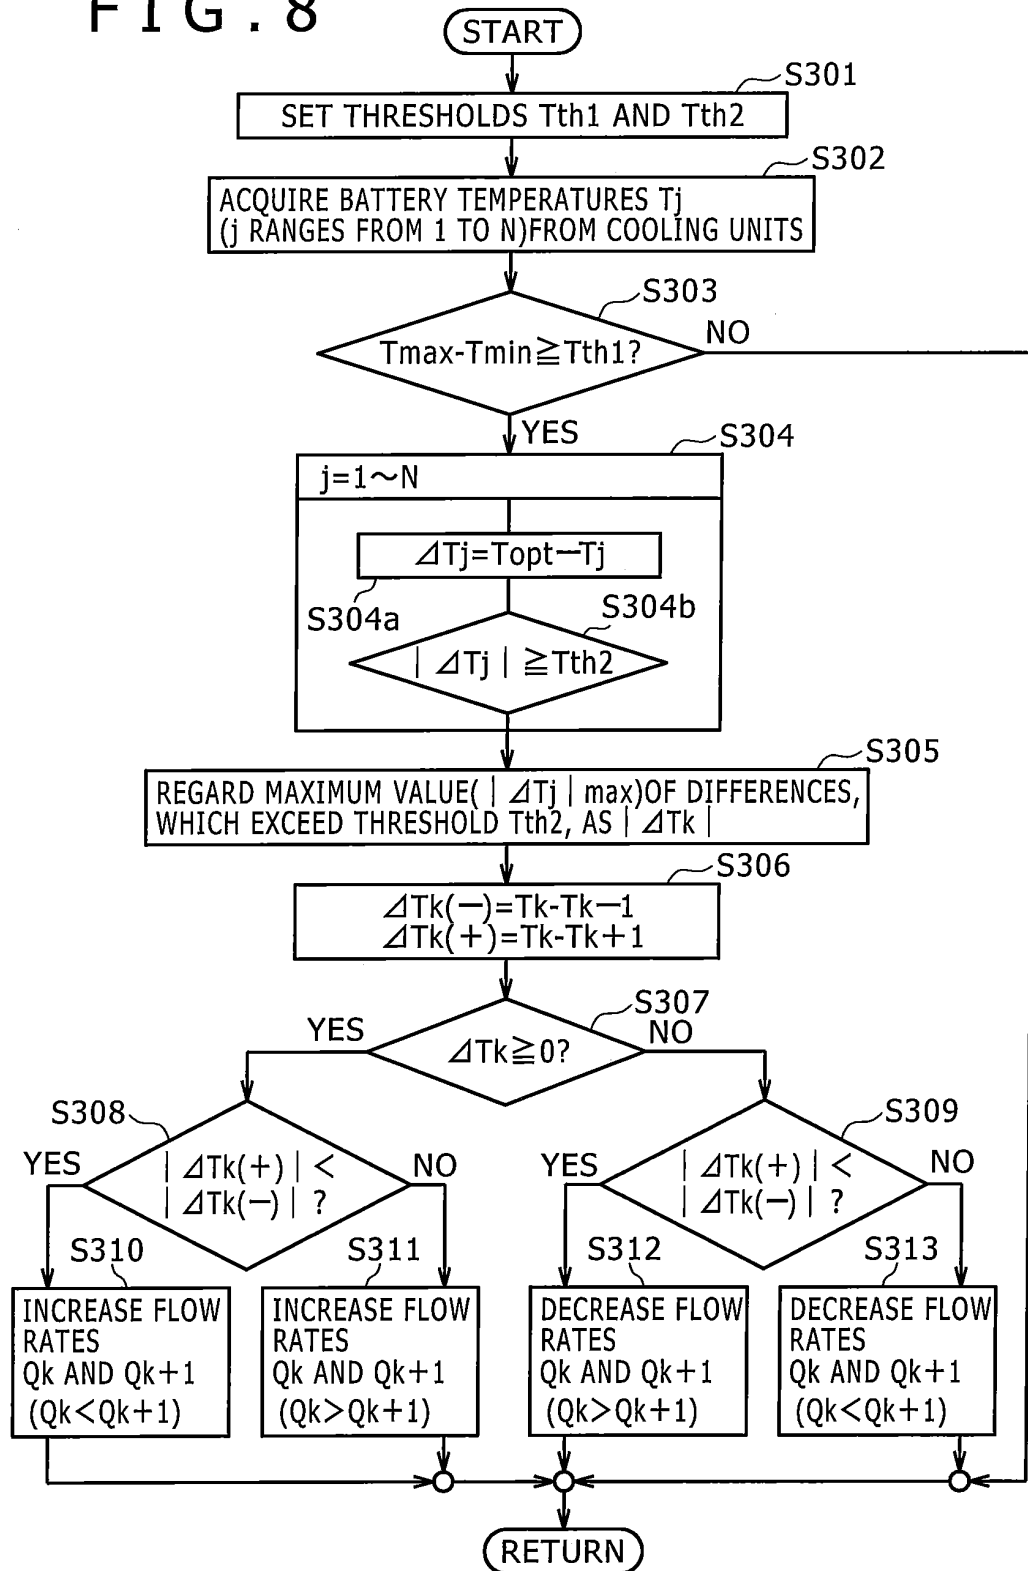 FIG.8
START
S301
SET THRESHOLDS Tth1 AND Tth2
S302
ACQUIRE BATTERY TEMPERATURES Tj
(j RANGES FROM 1 TO N)FROM COOLING UNITS
S303
Tmax-Tmin≧Tth1?
NO
YES
S304
j=1～N
⊿Tj=Topt－Tj
S304a
S304b
| ⊿Tj | ≧Tth2
S305
REGARD MAXIMUM VALUE( | ⊿Tj | max)OF DIFFERENCES,
WHICH EXCEED THRESHOLD Tth2, AS | ⊿Tk |
S306
⊿Tk(－)=Tk-Tk－1
⊿Tk(＋)=Tk-Tk＋1
S307
YES
NO
⊿Tk≧0?
S308
YES
NO
| ⊿Tk(+) | <
| ⊿Tk(－) | ?
S309
YES
NO
| ⊿Tk(+) | <
| ⊿Tk(－) | ?
S310
INCREASE FLOW
RATES
Qk AND Qk+1
(Qk<Qk+1)
S311
INCREASE FLOW
RATES
Qk AND Qk+1
(Qk>Qk+1)
S312
DECREASE FLOW
RATES
Qk AND Qk+1
(Qk>Qk+1)
S313
DECREASE FLOW
RATES
Qk AND Qk+1
(Qk<Qk+1)
RETURN